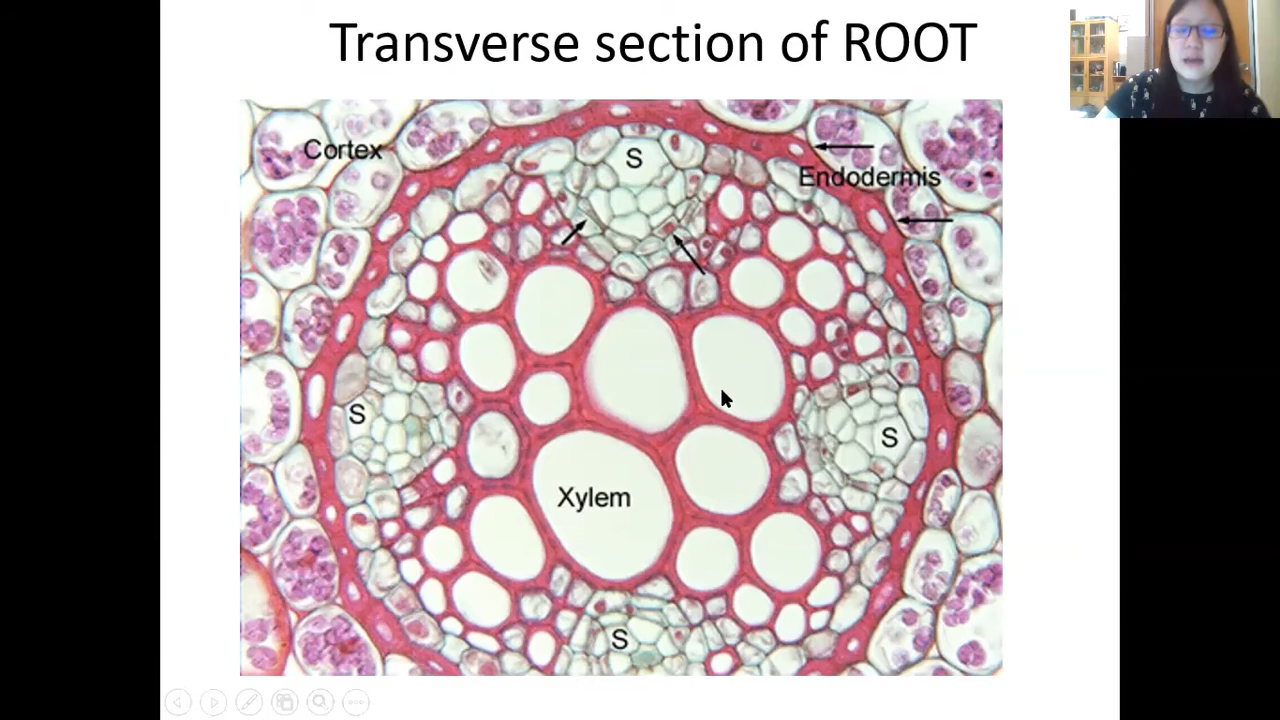 Transverse section of ROOT
Cortex
S
Endodermis
S
S
Xylem
S